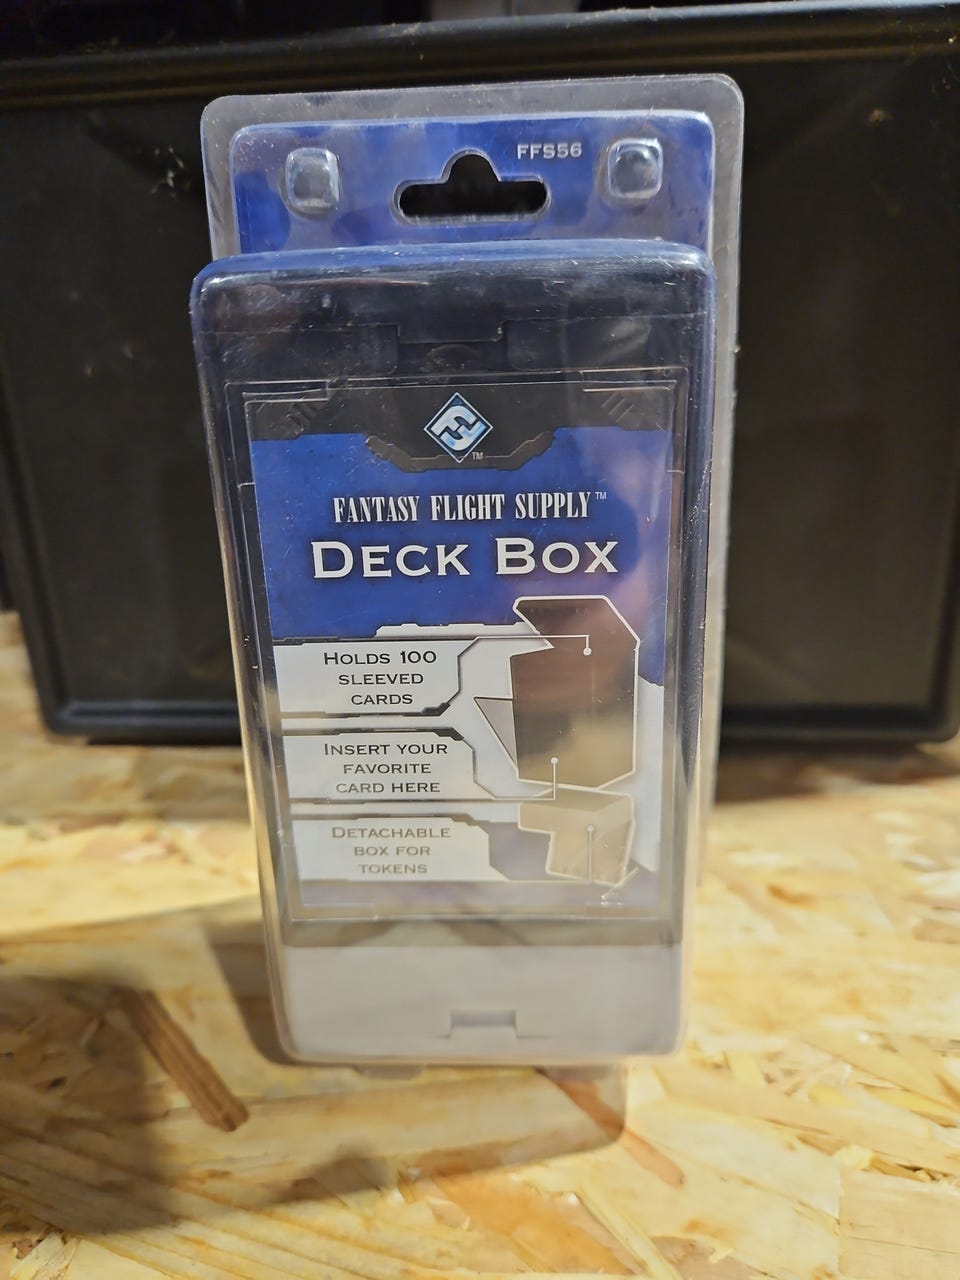 FFS56
TM
FANTASY FLIGHT SUPPLY™
DECK BOX
HOLDS 100
SLEEVED
CARDS
INSERT YOUR
FAVORITE
CARD HERE
DETACHABLE
BOX FOR
TOKENS